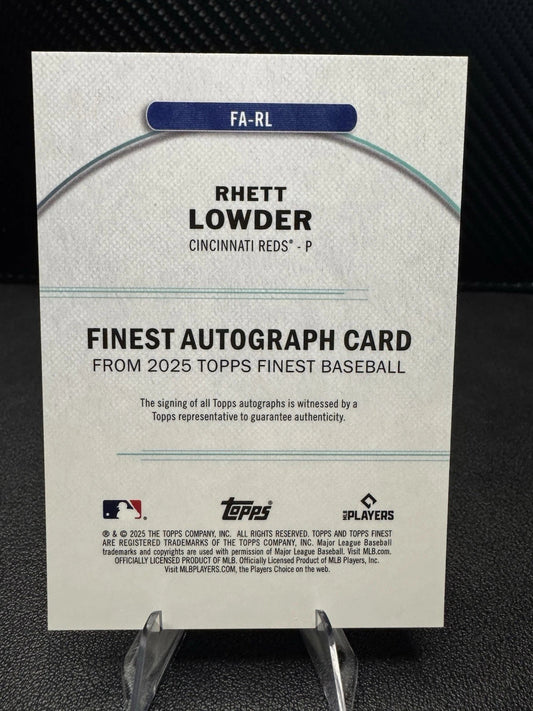 FA-RL
RHETT
LOWDER
CINCINNATI REDS® - P
FINEST AUTOGRAPH CARD
FROM 2025 TOPPS FINEST BASEBALL
The signing of all Topps autographs is witnessed by a
Topps representative to guarantee authenticity.
Topps
MLB PLAYERS
® & © 2025 THE TOPPS COMPANY, INC. ALL RIGHTS RESERVED. TOPPS AND TOPPS FINEST
ARE REGISTERED TRADEMARKS OF THE TOPPS COMPANY, INC. Major League Baseball
trademarks and copyrights are used with permission of Major League Baseball. Visit MLB.com.
OFFICIALLY LICENSED PRODUCT OF MLB. Officially Licensed Product of MLB Players, Inc.
Visit MLBPLAYERS.COM, the Players Choice on the web.